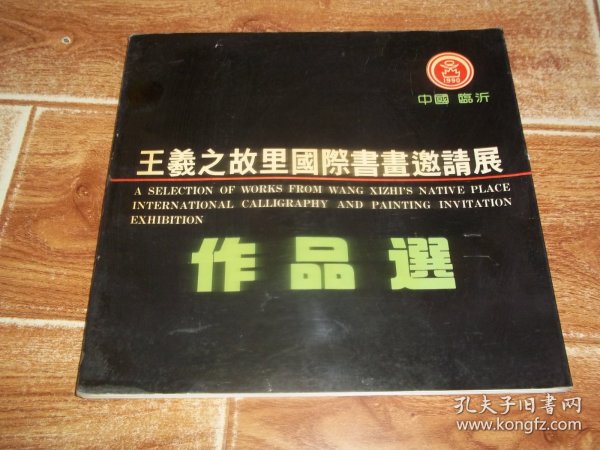 1990
中國 臨沂
王羲之故里國際書畫邀請展
A SELECTION OF WORKS FROM WANG XIZHI'S NATIVE PLACE
INTERNATIONAL CALLIGRAPHY AND PAINTING INVITATION
EXHIBITION
作品選
孔夫子旧书网
www.kongfz.com